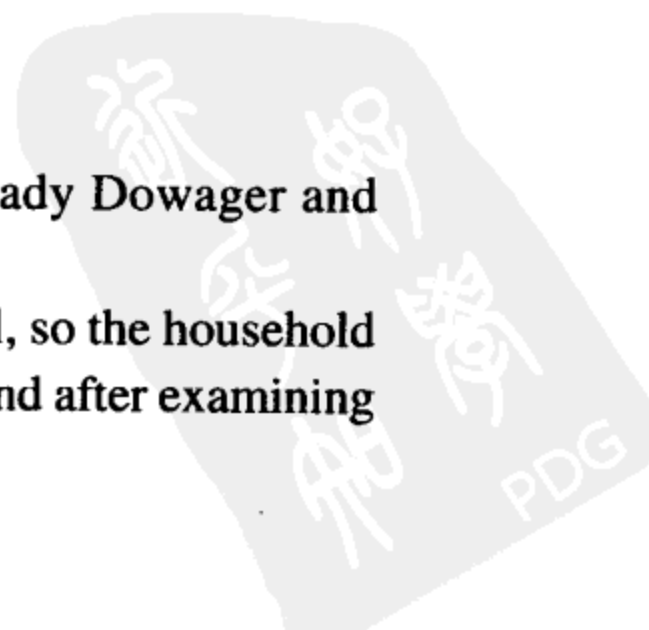 ady Dowager and
, so the household
nd after examining
PDG